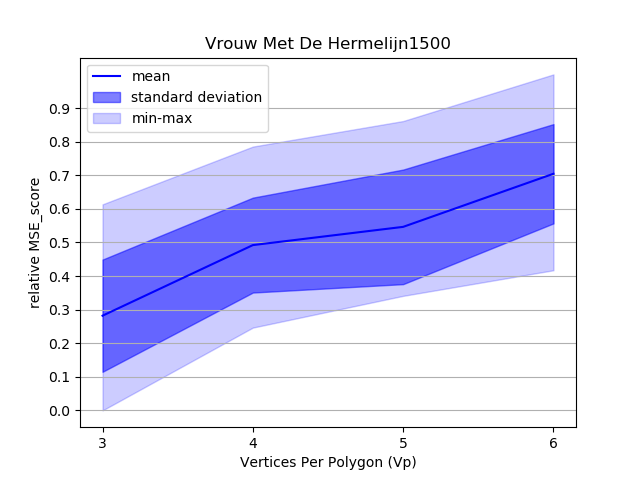 Vrouw Met De Hermelijn1500
mean
standard deviation
min-max
relative MSE_score
0.9
0.8
0.7
0.6
0.5
0.4
0.3
0.2
0.1
0.0
3 4 5 6
Vertices Per Polygon (Vp)